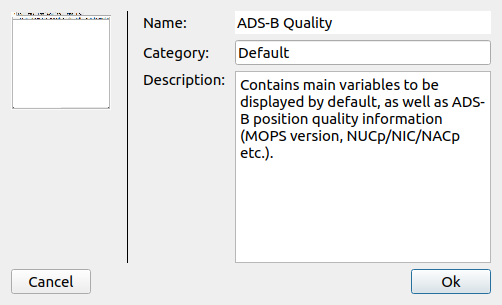 Name: ADS-B Quality
Category: Default
Description: Contains main variables to be
displayed by default, as well as ADS-
B position quality information
(MOPS version, NUCp/NIC/NACp
etc.).
Cancel Ok